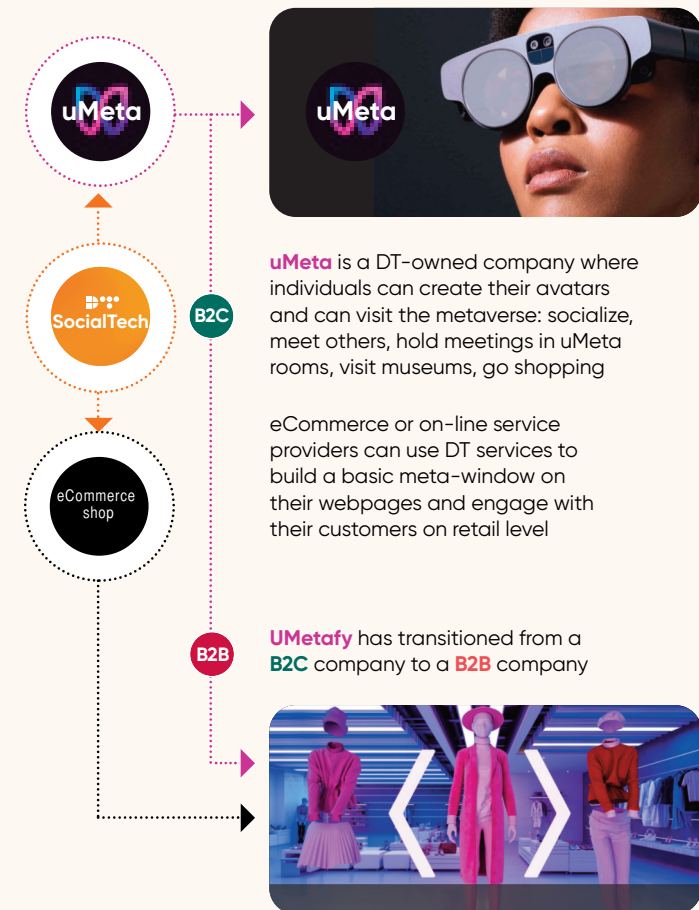 uMeta
uMeta
SocialTech
B2C
uMeta is a DT-owned company where
individuals can create their avatars
and can visit the metaverse: socialize,
meet others, hold meetings in uMeta
rooms, visit museums, go shopping
eCommerce
shop
eCommerce or on-line service
providers can use DT services to
build a basic meta-window on
their webpages and engage with
their customers on retail level
B2B
UMetafy has transitioned from a
B2C company to a B2B company